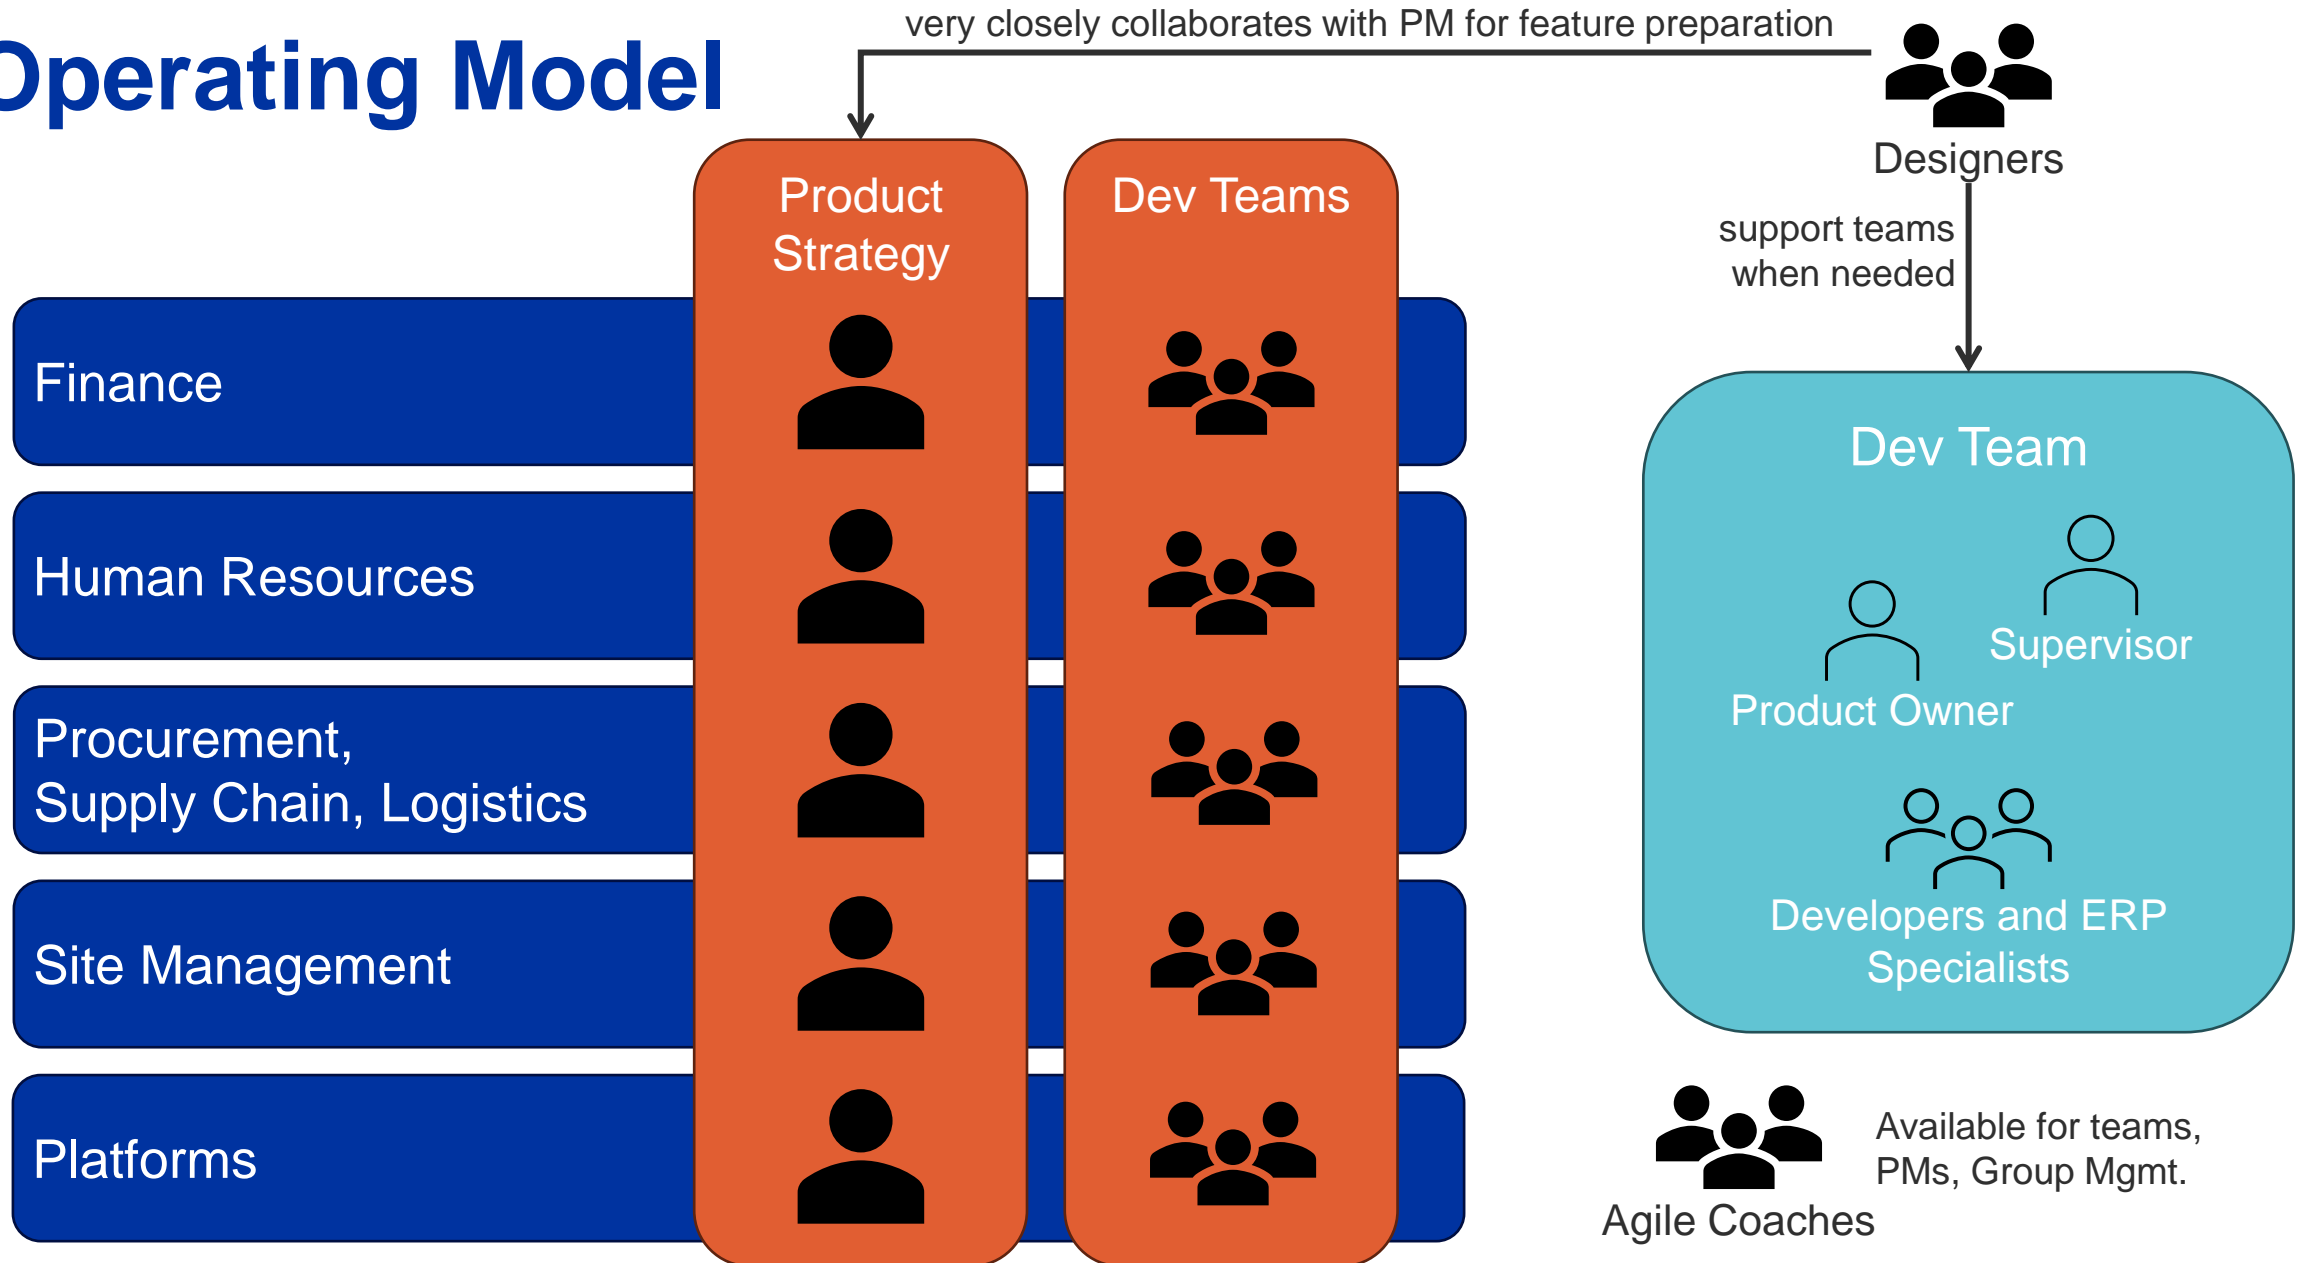 Operating Model
very closely collaborates with PM for feature preparation
Designers
support teams
when needed
Product
Strategy
Dev Teams
Finance
Human Resources
Procurement,
Supply Chain, Logistics
Site Management
Platforms
Dev Team
Supervisor
Product Owner
Developers and ERP
Specialists
Agile Coaches
Available for teams,
PMs, Group Mgmt.